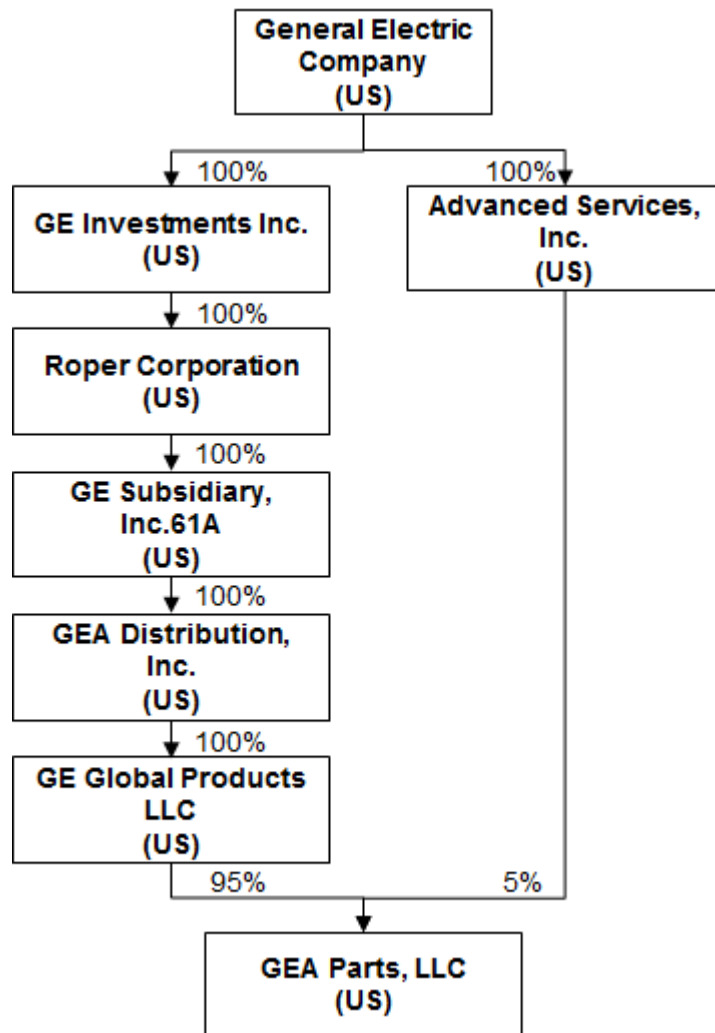 General Electric
Company
(US)
100%
100%
GE Investments Inc.
(US)
Advanced Services,
Inc.
(US)
100%
Roper Corporation
(US)
100%
GE Subsidiary,
Inc.61A
(US)
100%
GEA Distribution,
Inc.
(US)
100%
GE Global Products
LLC
(US)
95%
5%
GEA Parts, LLC
(US)